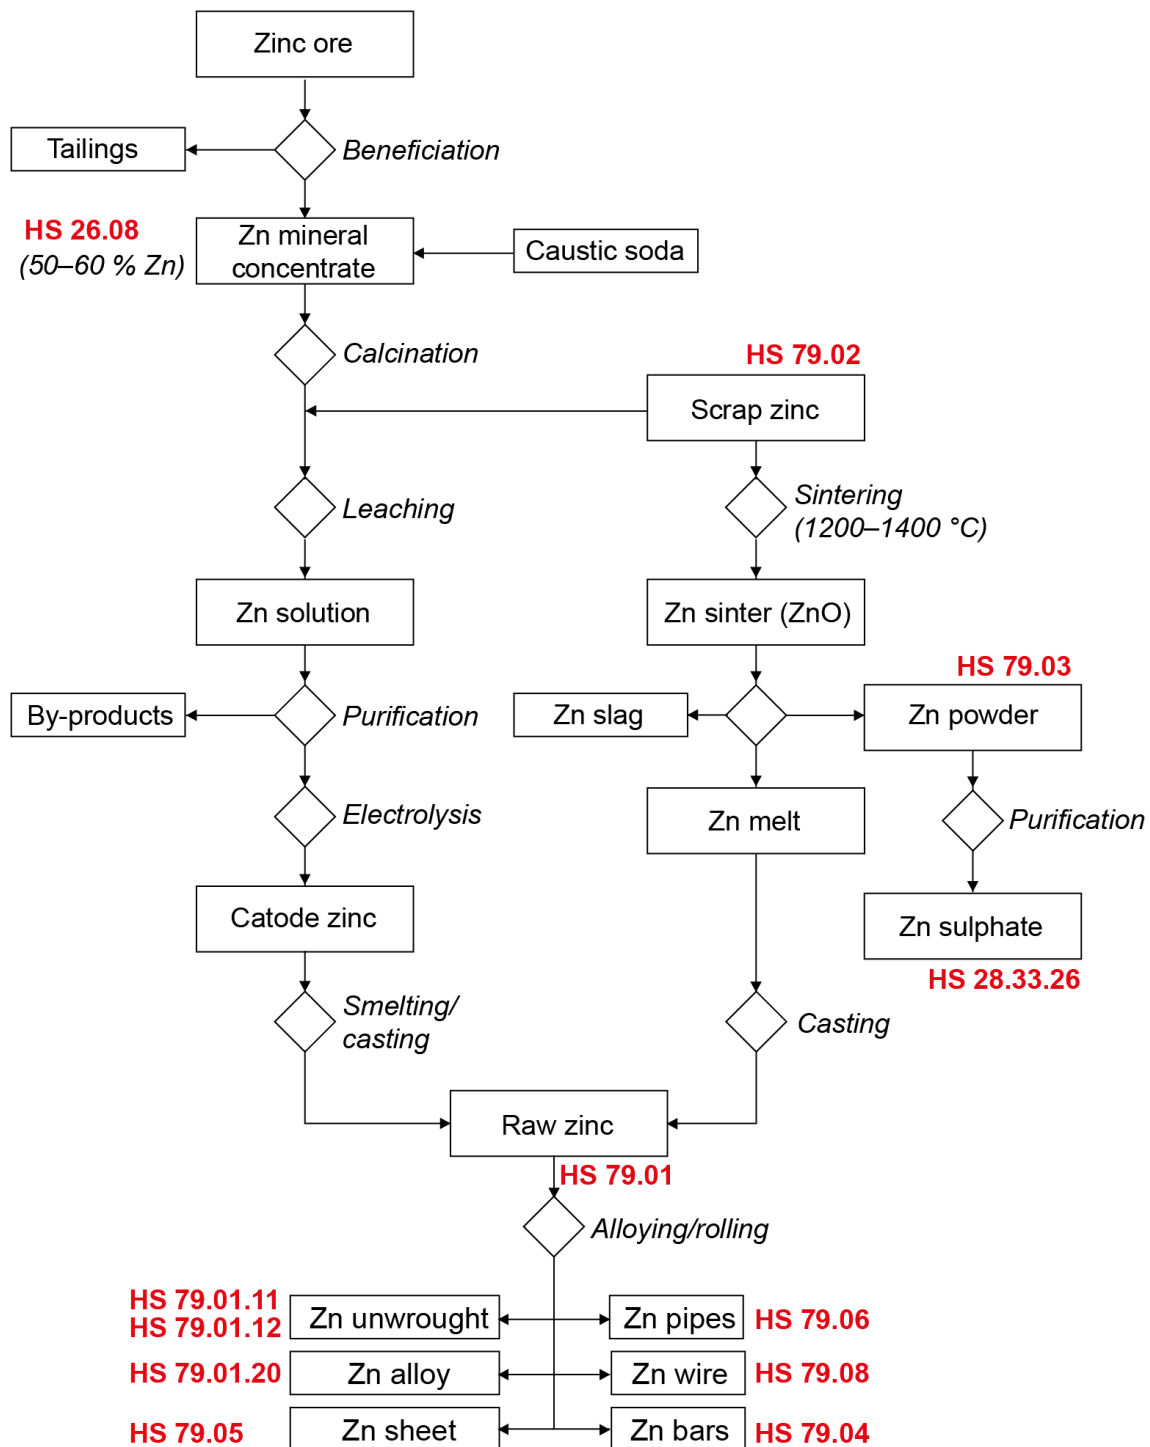 Zinc ore
Tailings
Beneficiation
HS 26.08
(50–60 % Zn)
Zn mineral
concentrate
Caustic soda
Calcination
HS 79.02
Scrap zinc
Leaching
Sintering
(1200–1400 °C)
Zn solution
Zn sinter (ZnO)
HS 79.03
By-products
Purification
Zn slag
Zn powder
Electrolysis
Zn melt
Purification
Catode zinc
Zn sulphate
HS 28.33.26
Smelting/
casting
Casting
Raw zinc
HS 79.01
Alloying/rolling
HS 79.01.11
HS 79.01.12
Zn unwrought
Zn pipes
HS 79.06
HS 79.01.20
Zn alloy
Zn wire
HS 79.08
HS 79.05
Zn sheet
Zn bars
HS 79.04